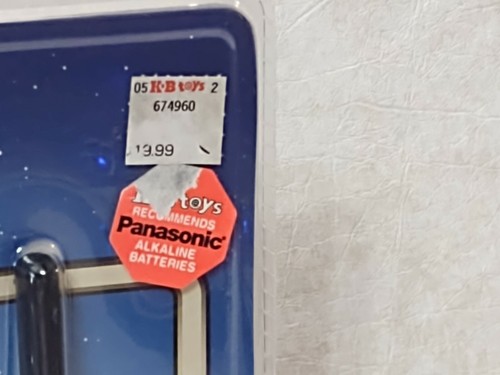 05 K·B toys 2
674960
19.99
toys
RECOMMENDS
Panasonic
ALKALINE
BATTERIES